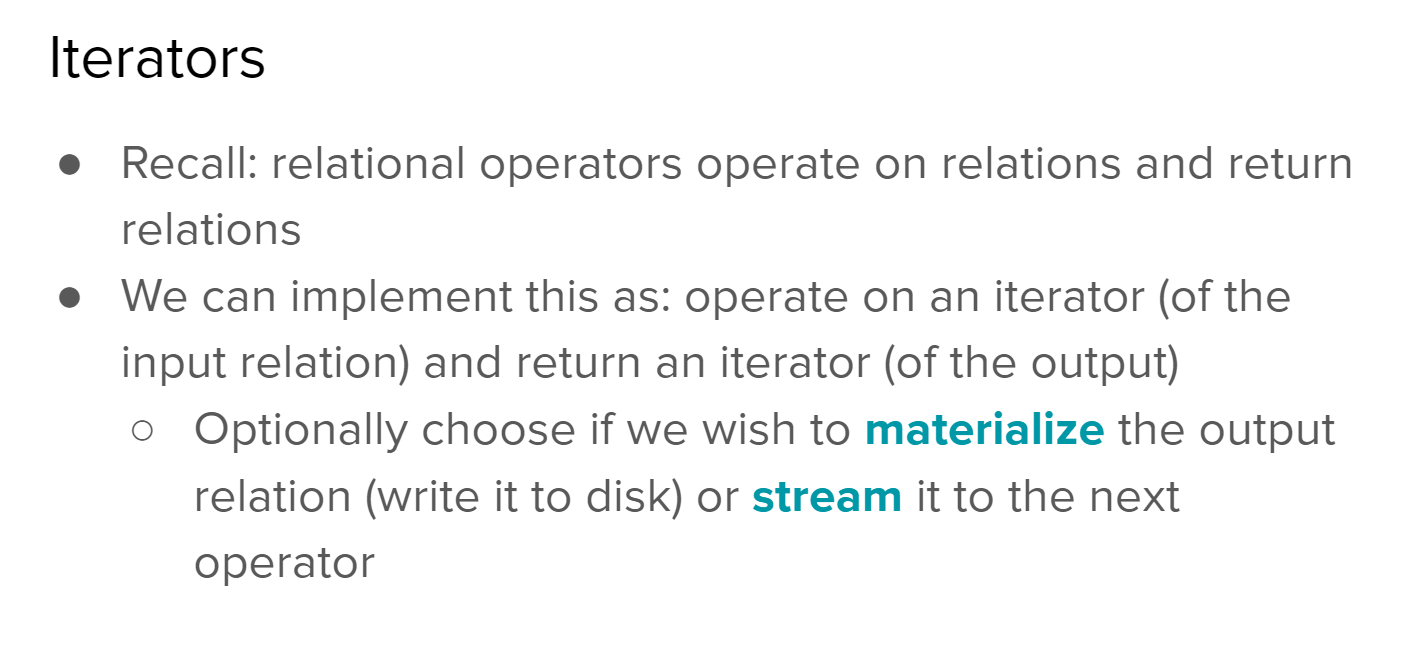 Iterators
● Recall: relational operators operate on relations and return
relations
● We can implement this as: operate on an iterator (of the
input relation) and return an iterator (of the output)
○ Optionally choose if we wish to materialize the output
relation (write it to disk) or stream it to the next
operator